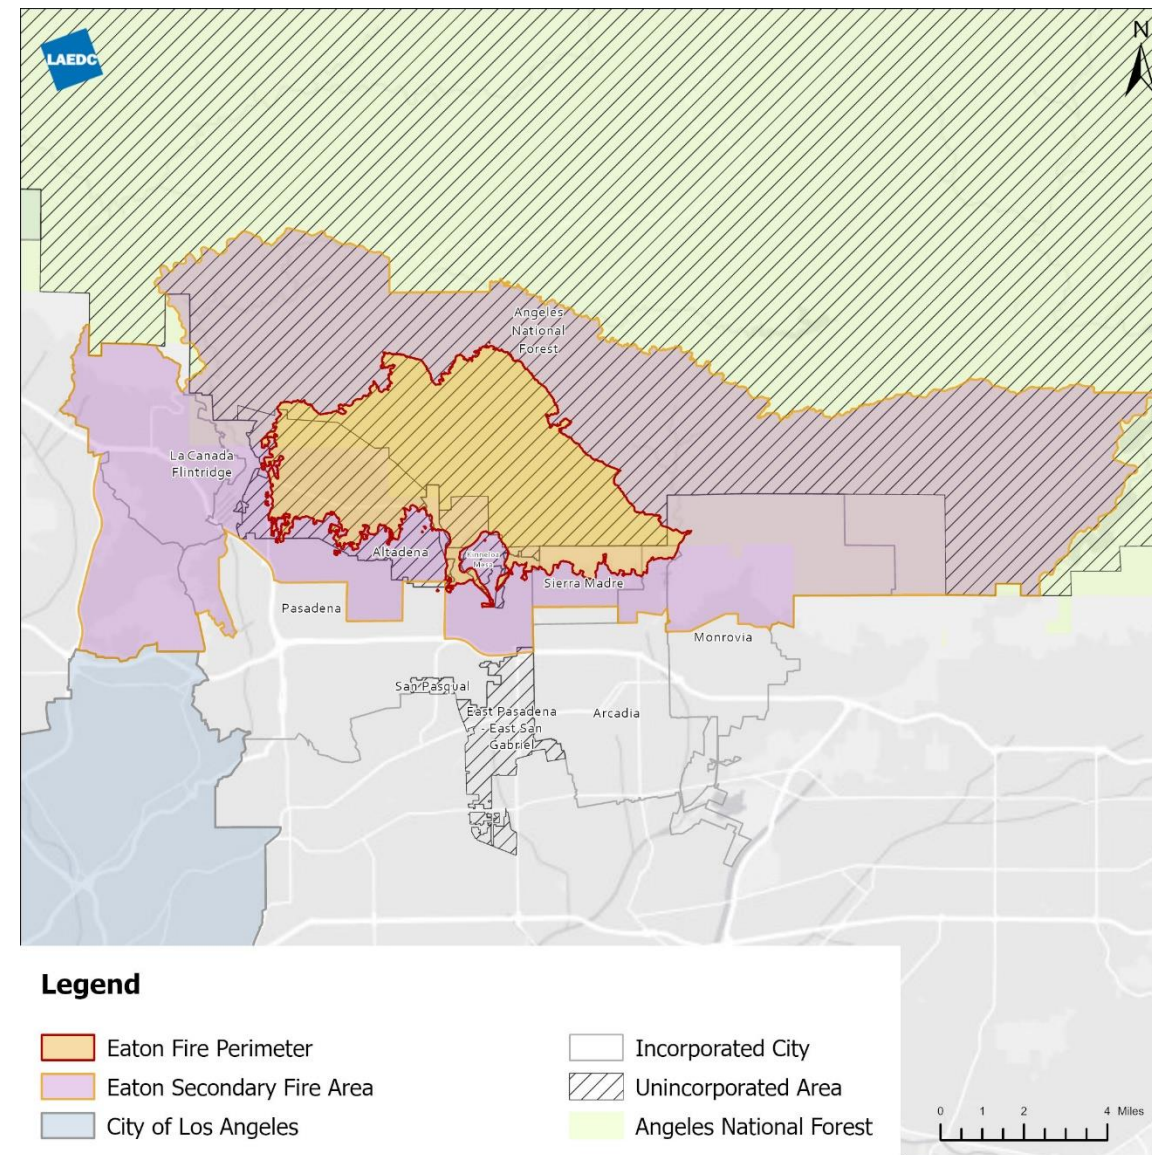 LAEDC
N
Angeles
National
Forest
La Canada
Flintridge
Altadena
Kinneloa
Mesa
Sierra Madre
Pasadena
Monrovia
San Pasqual
East Pasadena
- East San
Gabriel
Arcadia
Legend
Eaton Fire Perimeter
Eaton Secondary Fire Area
City of Los Angeles
Incorporated City
Unincorporated Area
Angeles National Forest
0 1 2 4 Miles